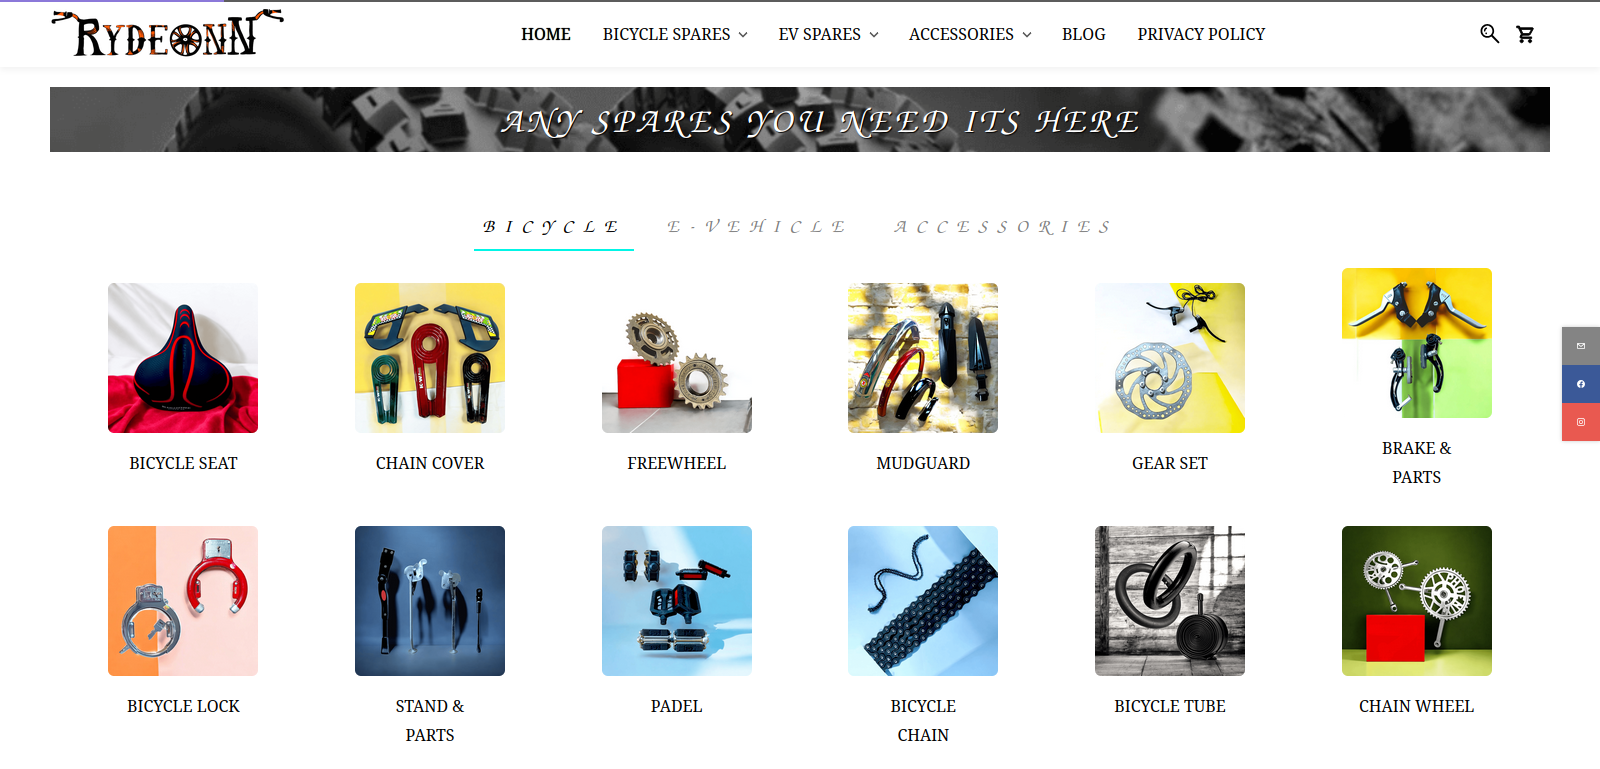 RYDEONN
HOME BICYCLE SPARES EV SPARES ACCESSORIES BLOG PRIVACY POLICY
ANY SPARES YOU NEED ITS HERE
BICYCLE E-VEHICLE ACCESSORIES
BICYCLE SEAT
CHAIN COVER
FREEWHEEL
MUDGUARD
GEAR SET
BRAKE &
PARTS
BICYCLE LOCK
STAND &
PARTS
PADEL
BICYCLE
CHAIN
BICYCLE TUBE
CHAIN WHEEL